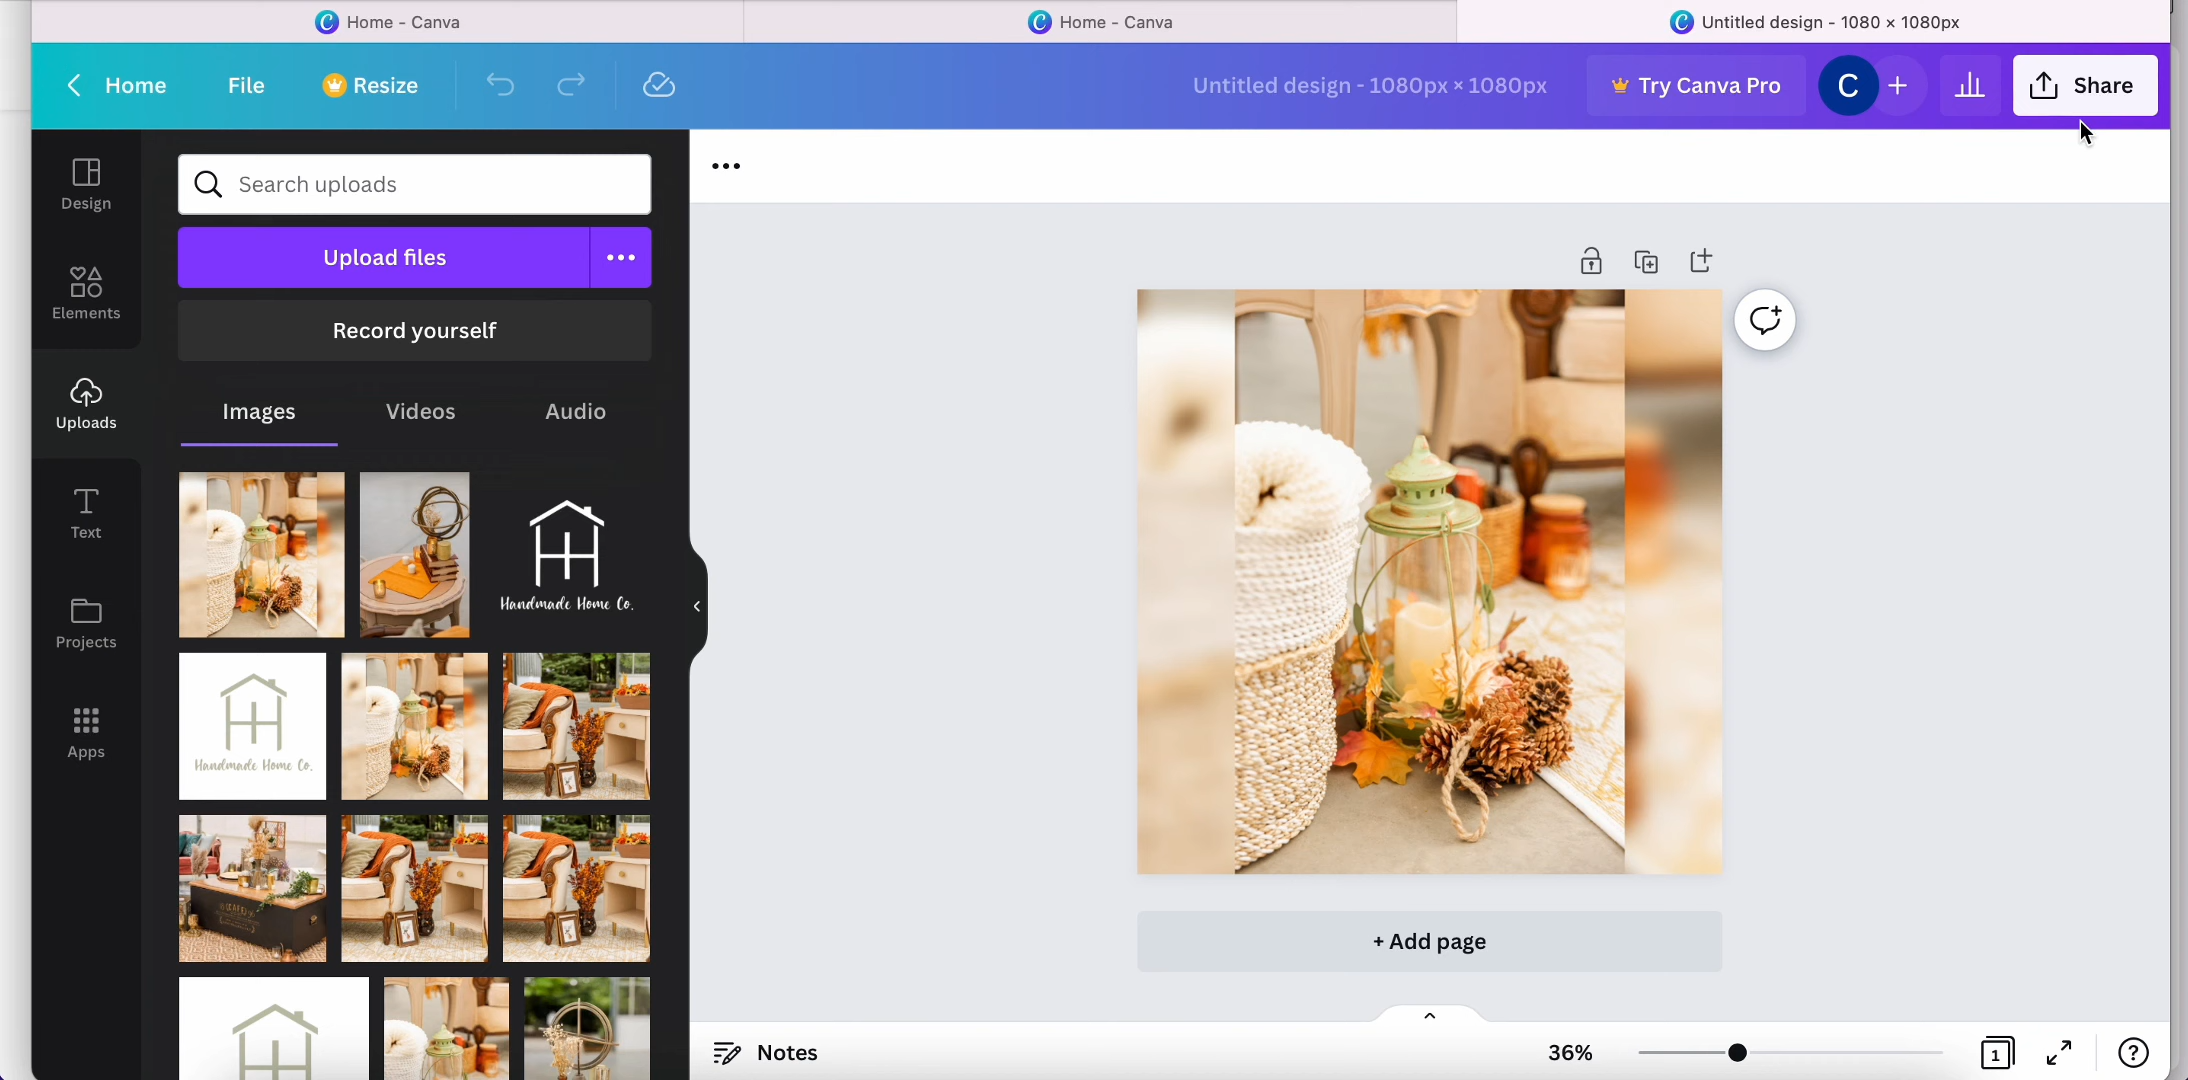 Home - Canva
Home - Canva
Untitled design - 1080 × 1080px
Home
File
Resize
Untitled design - 1080px × 1080px
Try Canva Pro
C
+
Share
Design
Elements
Uploads
Text
Projects
Apps
Search uploads
Upload files
Record yourself
Images
Videos
Audio
Handmade Home Co.
Handmade Home Co.
+ Add page
Notes
36%
1
?